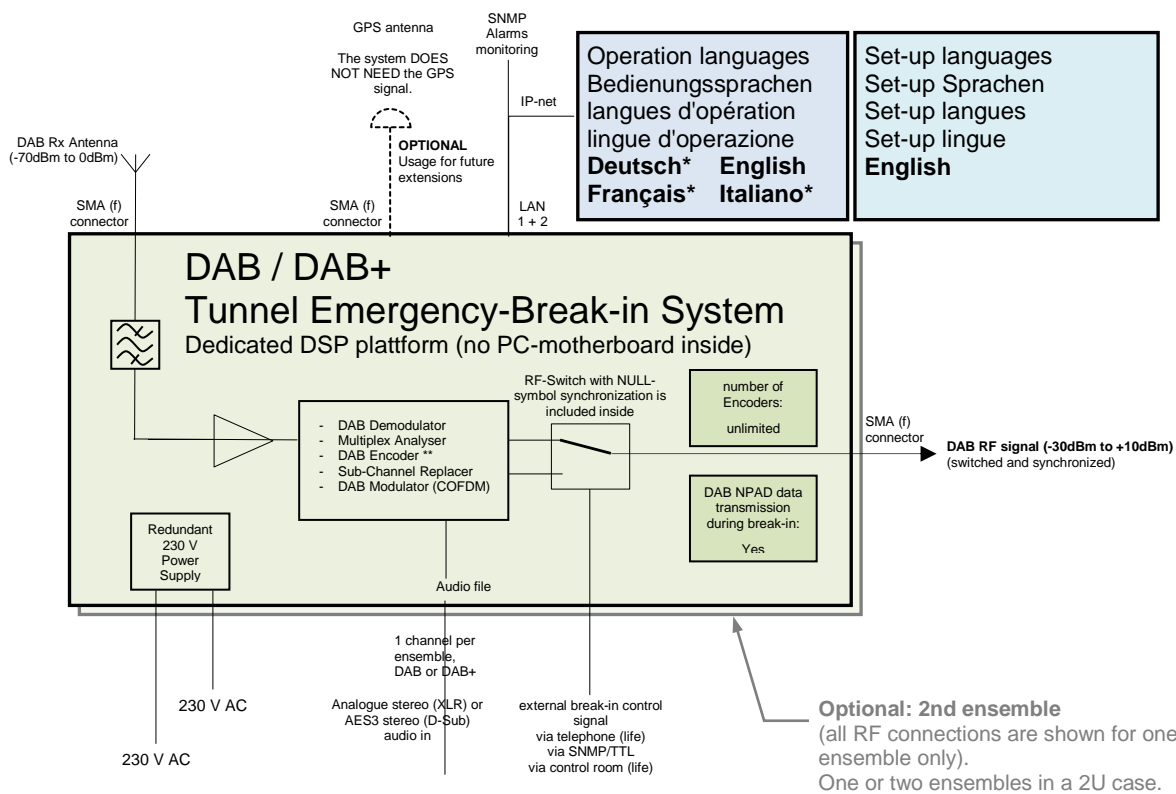 GPS antenna
The system DOES
NOT NEED the GPS
signal.
SNMP
Alarms
monitoring
IP-net
Operation languages
Bedienungssprachen
langues d'opération
lingue d'operazione
Deutsch* English
Français* Italiano*
Set-up languages
Set-up Sprachen
Set-up langues
Set-up lingue
English
DAB Rx Antenna
(-70dBm to 0dBm)
OPTIONAL
Usage for future
extensions
SMA (f)
connector
SMA (f)
connector
LAN
1 + 2
DAB / DAB+
Tunnel Emergency-Break-in System
Dedicated DSP plattform (no PC-motherboard inside)
RF-Switch with NULL-
symbol synchronization is
included inside
number of
Encoders:
unlimited
- DAB Demodulator
- Multiplex Analyser
- DAB Encoder **
- Sub-Channel Replacer
- DAB Modulator (COFDM)
SMA (f)
connector
DAB RF signal (-30dBm to +10dBm)
(switched and synchronized)
DAB NPAD data
transmission
during break-in:
Yes
Redundant
230 V
Power
Supply
Audio file
1 channel per
ensemble,
DAB or DAB+
230 V AC
230 V AC
Analogue stereo (XLR) or
AES3 stereo (D-Sub)
audio in
external break-in control
signal
via telephone (life)
via SNMP/TTL
via control room (life)
Optional: 2nd ensemble
(all RF connections are shown for one
ensemble only).
One or two ensembles in a 2U case.